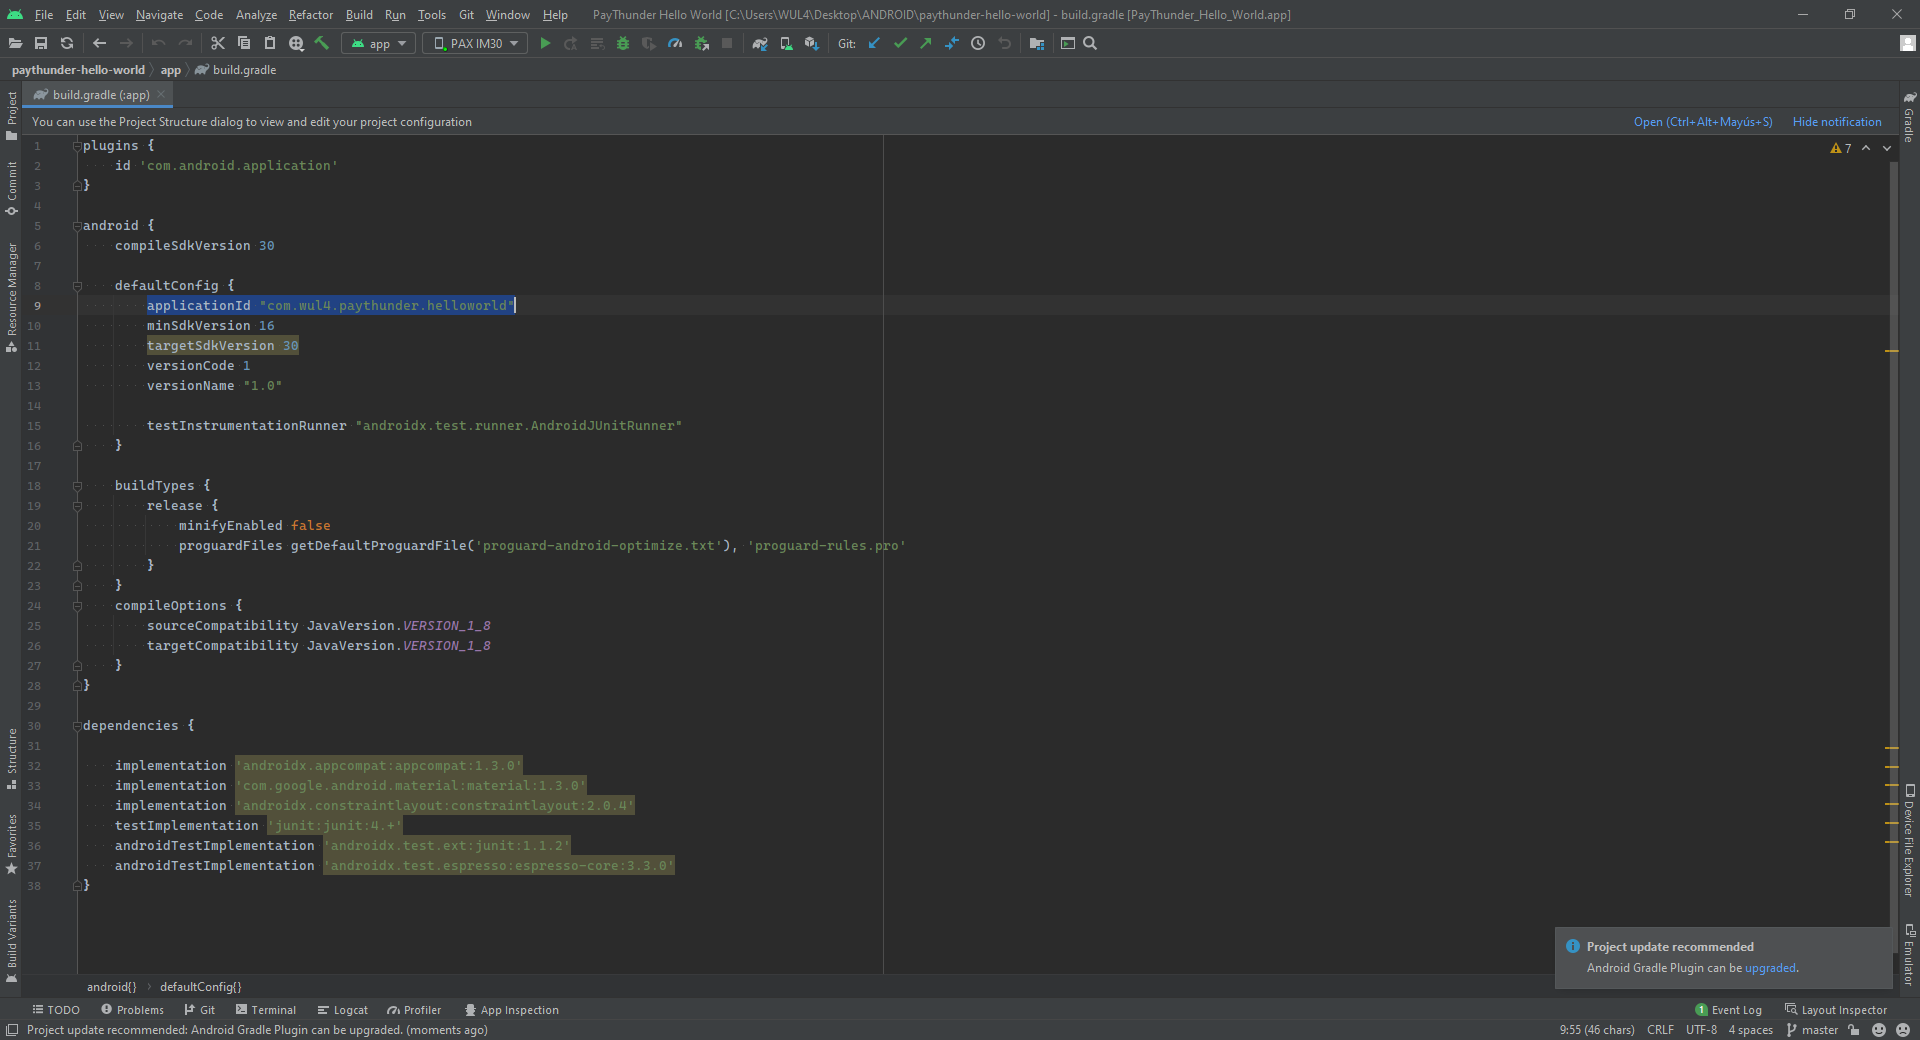 File Edit View Navigate Code Analyze Refactor Build Run Tools Git Window Help PayThunder Hello World [C:\Users\WUL4\Desktop\ANDROID\paythunder-hello-world] - build.gradle [PayThunder_Hello_World.app]
app PAX IM30 Git:
paythunder-hello-world app build.gradle
build.gradle (:app)
You can use the Project Structure dialog to view and edit your project configuration Open (Ctrl+Alt+Mayús+S) Hide notification
7
1 plugins {
2 id 'com.android.application'
3 }
4
5 android {
6 compileSdkVersion 30
7
8 defaultConfig {
9 applicationId "com.wul4.paythunder.helloworld"
10 minSdkVersion 16
11 targetSdkVersion 30
12 versionCode 1
13 versionName "1.0"
14
15 testInstrumentationRunner "androidx.test.runner.AndroidJUnitRunner"
16 }
17
18 buildTypes {
19 release {
20 minifyEnabled false
21 proguardFiles getDefaultProguardFile('proguard-android-optimize.txt'), 'proguard-rules.pro'
22 }
23 }
24 compileOptions {
25 sourceCompatibility JavaVersion.VERSION_1_8
26 targetCompatibility JavaVersion.VERSION_1_8
27 }
28 }
29
30 dependencies {
31
32 implementation 'androidx.appcompat:appcompat:1.3.0'
33 implementation 'com.google.android.material:material:1.3.0'
34 implementation 'androidx.constraintlayout:constraintlayout:2.0.4'
35 testImplementation 'junit:junit:4.+'
36 androidTestImplementation 'androidx.test.ext:junit:1.1.2'
37 androidTestImplementation 'androidx.test.espresso:espresso-core:3.3.0'
38 }
Project
Commit
Resource Manager
Structure
Favorites
Build Variants
Gradle
Device File Explorer
Emulator
Project update recommended
Android Gradle Plugin can be upgraded.
android{} defaultConfig{}
TODO Problems Git Terminal Logcat Profiler App Inspection 1 Event Log Layout Inspector
Project update recommended: Android Gradle Plugin can be upgraded. (moments ago) 9:55 (46 chars) CRLF UTF-8 4 spaces master